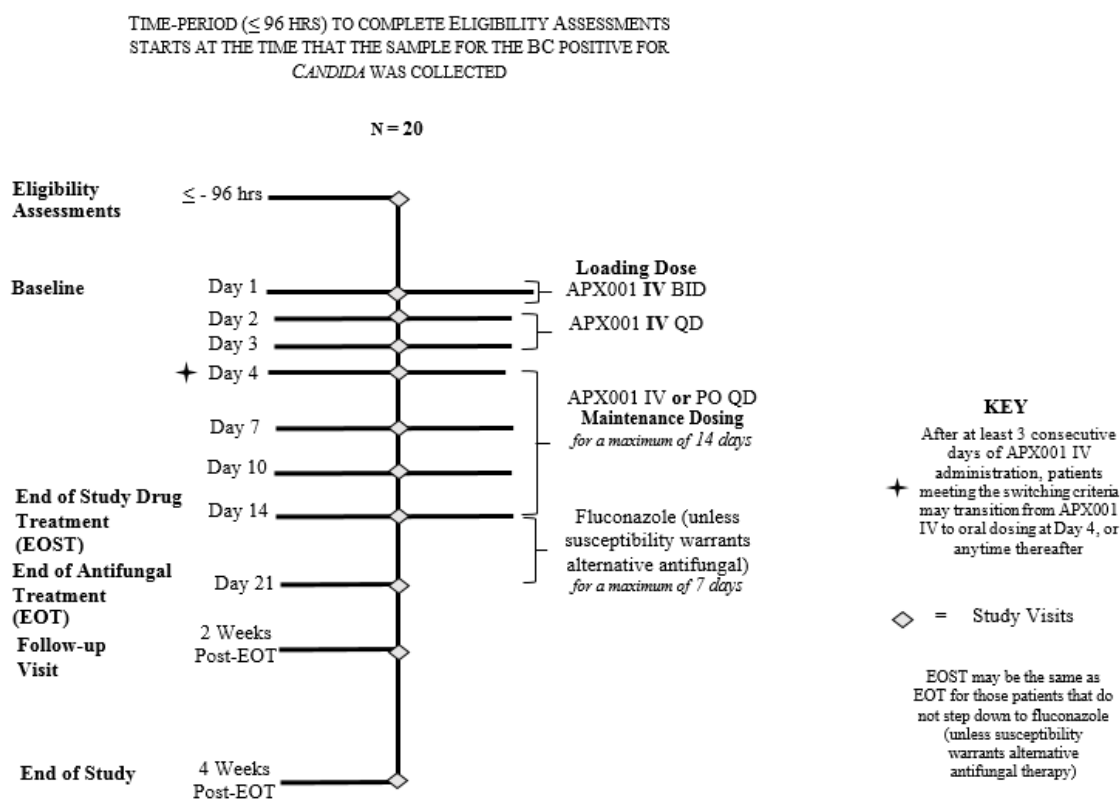 TIME-PERIOD (≤ 96 HRS) TO COMPLETE ELIGIBILITY ASSESSMENTS
STARTS AT THE TIME THAT THE SAMPLE FOR THE BC POSITIVE FOR
CANDIDA WAS COLLECTED
N = 20
Eligibility
Assessments
≤ - 96 hrs
Baseline
Day 1
Loading Dose
APX001 IV BID
Day 2
Day 3
APX001 IV QD
Day 4
Day 7
Day 10
APX001 IV or PO QD
Maintenance Dosing
for a maximum of 14 days
End of Study Drug
Treatment
(EOST)
Day 14
Fluconazole (unless
susceptibility warrants
alternative antifungal)
for a maximum of 7 days
End of Antifungal
Treatment
(EOT)
Day 21
Follow-up
Visit
2 Weeks
Post-EOT
End of Study
4 Weeks
Post-EOT
KEY
After at least 3 consecutive
days of APX001 IV
administration, patients
meeting the switching criteria
may transition from APX001
IV to oral dosing at Day 4, or
anytime thereafter
= Study Visits
EOST may be the same as
EOT for those patients that do
not step down to fluconazole
(unless susceptibility
warrants alternative
antifungal therapy)